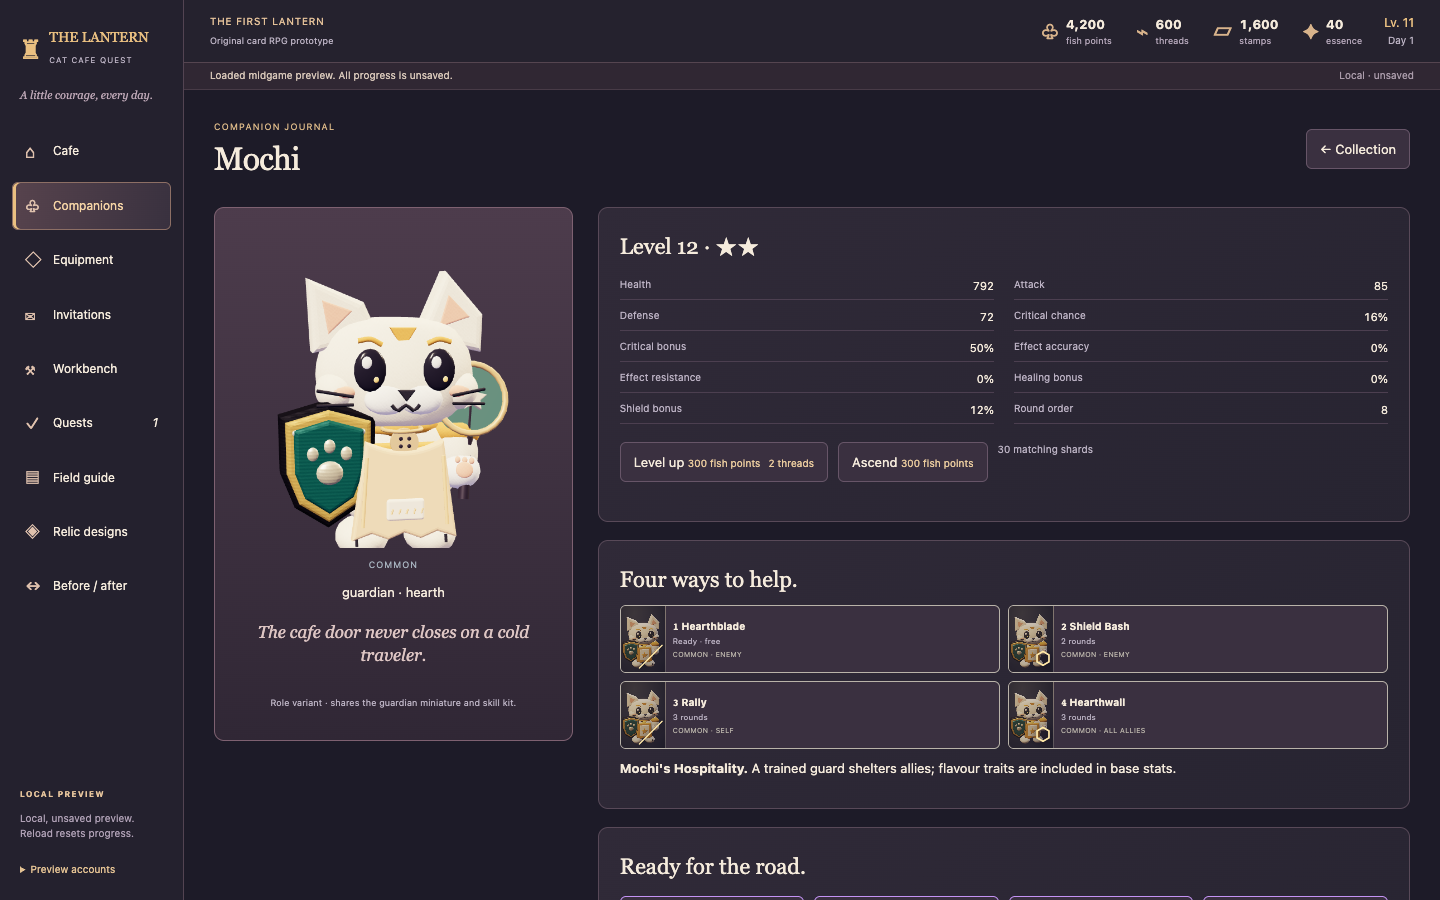 THE LANTERN
CAT CAFE QUEST
A little courage, every day.
Cafe
Companions
Equipment
Invitations
Workbench
Quests 1
Field guide
Relic designs
Before / after
LOCAL PREVIEW
Local, unsaved preview.
Reload resets progress.
Preview accounts
THE FIRST LANTERN
Original card RPG prototype
4,200
fish points
600
threads
1,600
stamps
40
essence
Lv. 11
Day 1
Loaded midgame preview. All progress is unsaved.
Local · unsaved
COMPANION JOURNAL
Mochi
← Collection
COMMON
guardian · hearth
The cafe door never closes on a cold
traveler.
Role variant · shares the guardian miniature and skill kit.
Level 12 · ★★
Health 792
Attack 85
Defense 72
Critical chance 16%
Critical bonus 50%
Effect accuracy 0%
Effect resistance 0%
Healing bonus 0%
Shield bonus 12%
Round order 8
Level up 300 fish points 2 threads
Ascend 300 fish points
30 matching shards
Four ways to help.
1 Hearthblade
Ready · free
COMMON · ENEMY
2 Shield Bash
2 rounds
COMMON · ENEMY
3 Rally
3 rounds
COMMON · SELF
4 Hearthwall
3 rounds
COMMON · ALL ALLIES
Mochi's Hospitality. A trained guard shelters allies; flavour traits are included in base stats.
Ready for the road.